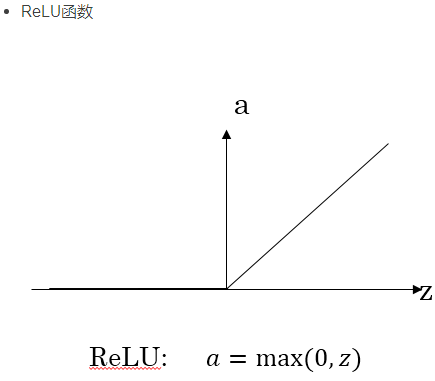 • ReLU函数
a
z
ReLU: a = max(0, z)